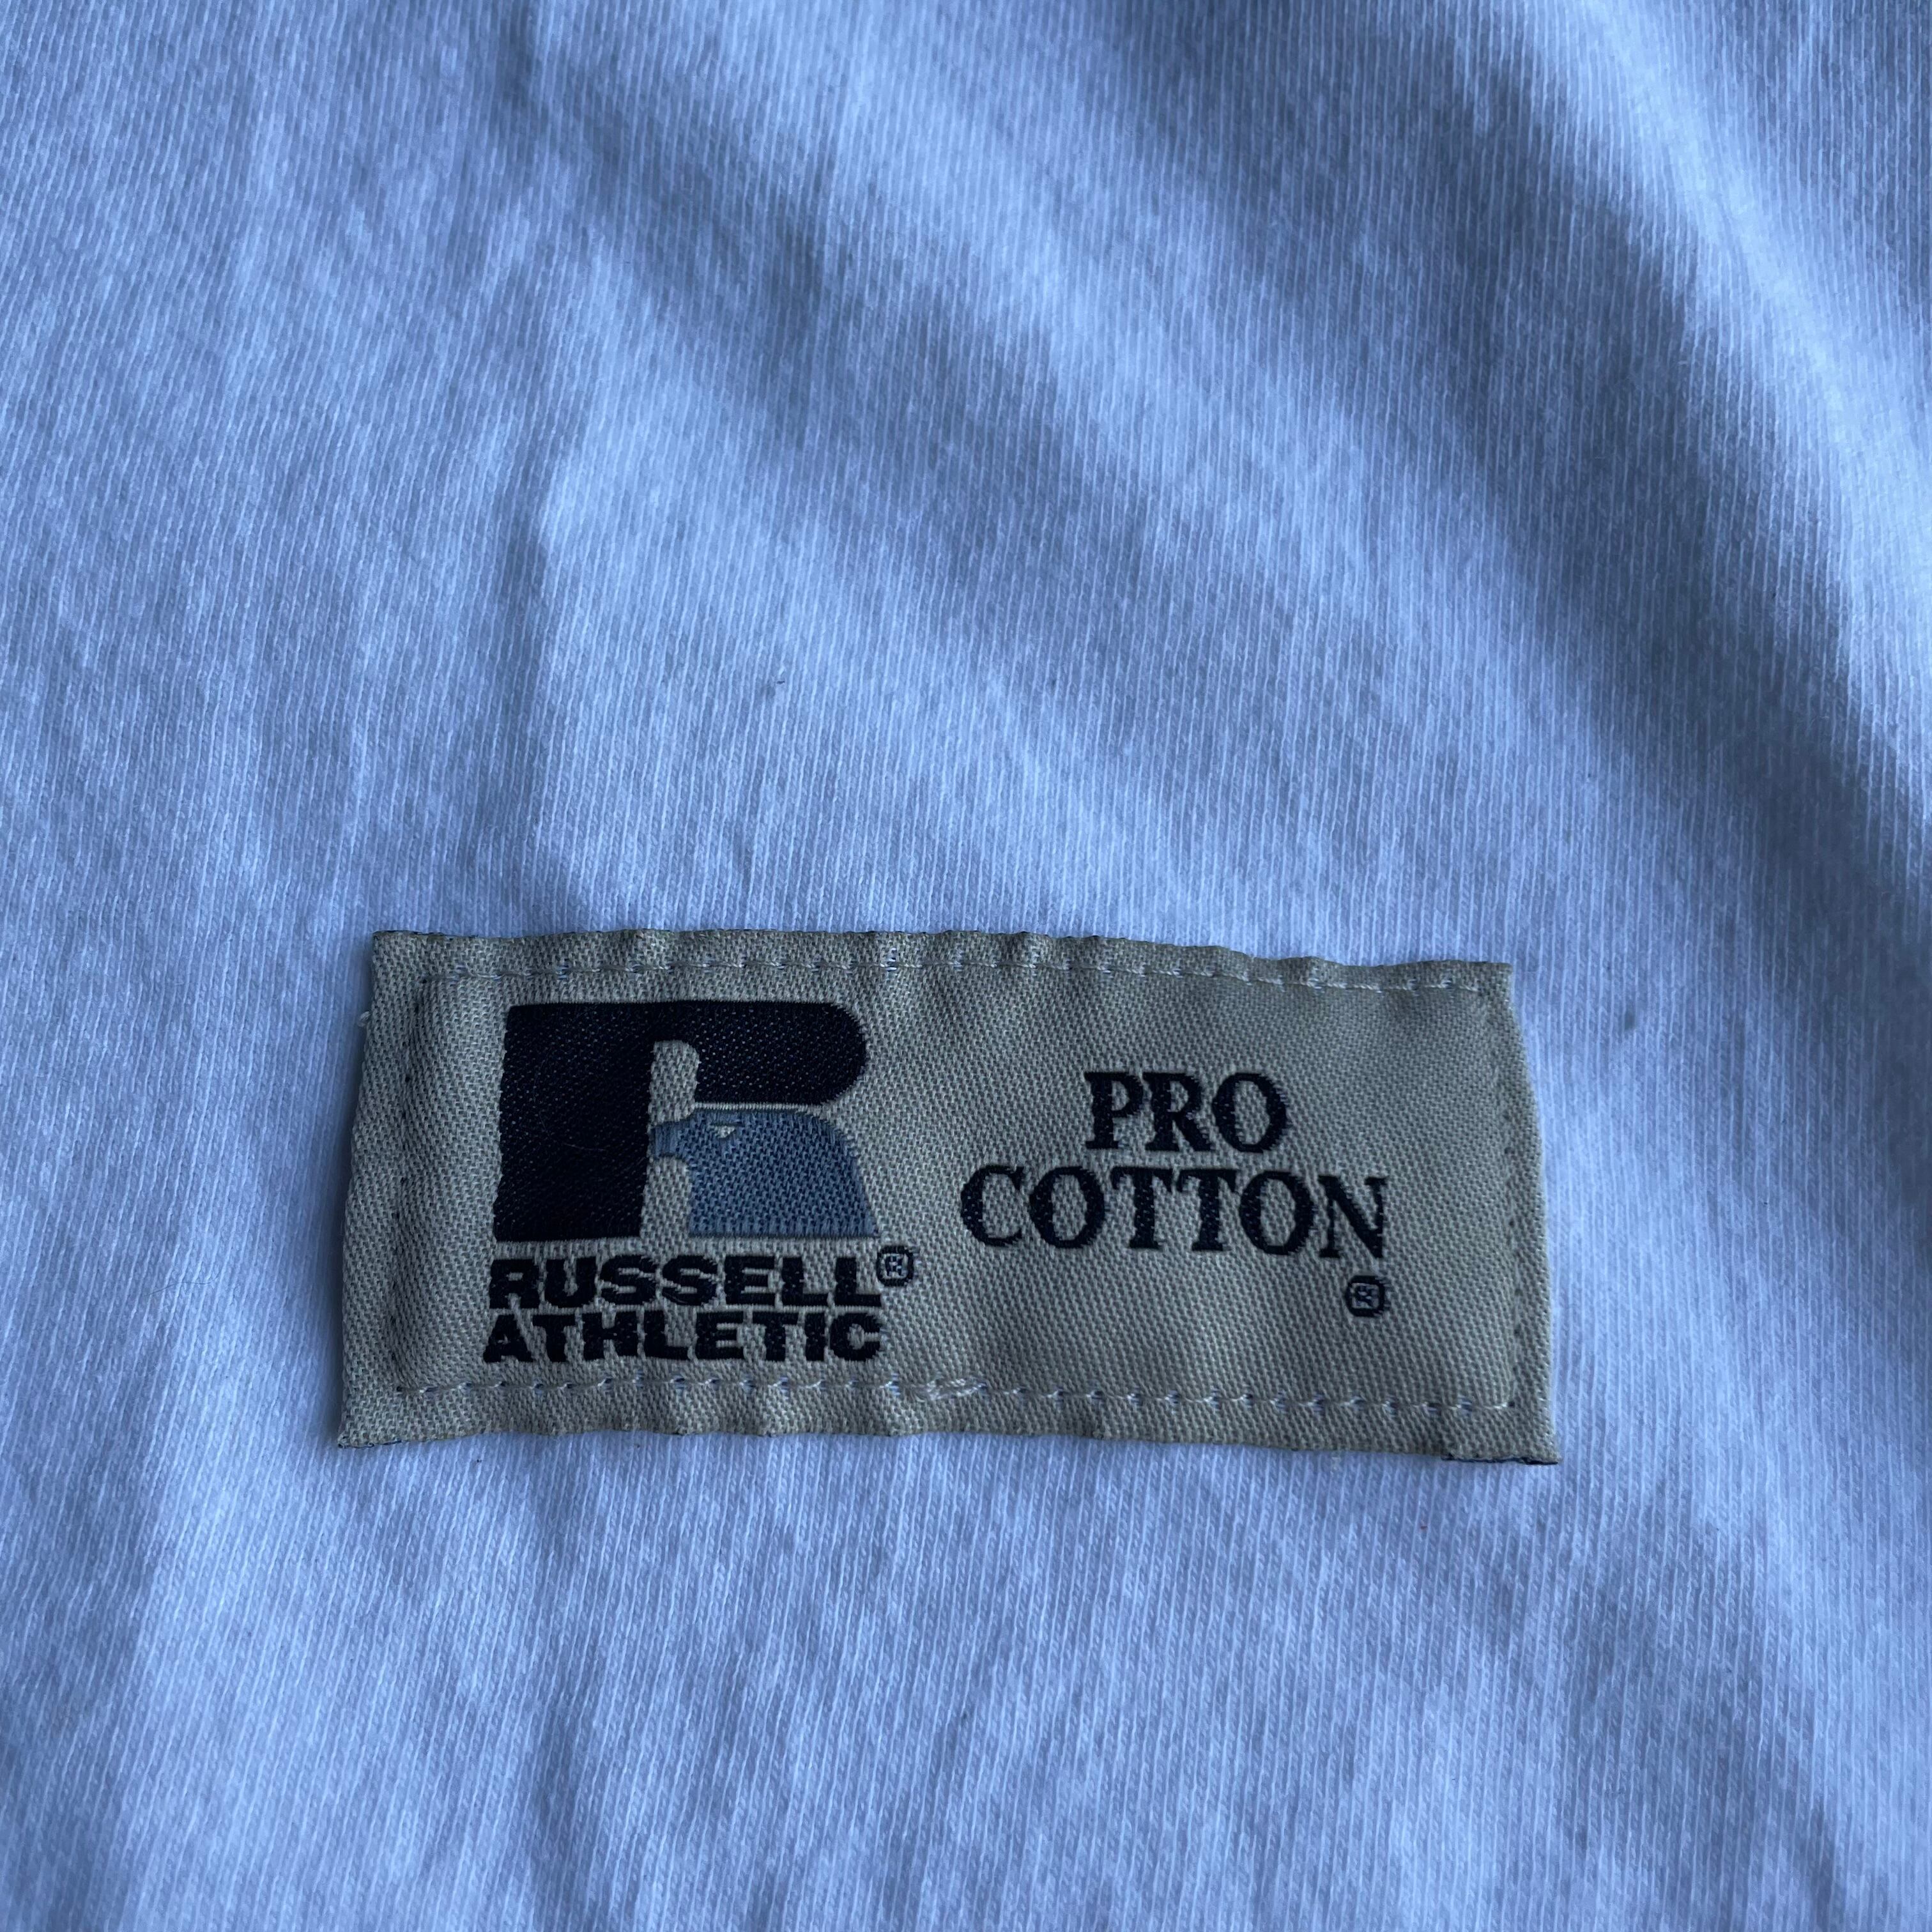 R
RUSSELL®
ATHLETIC
PRO
COTTON
®